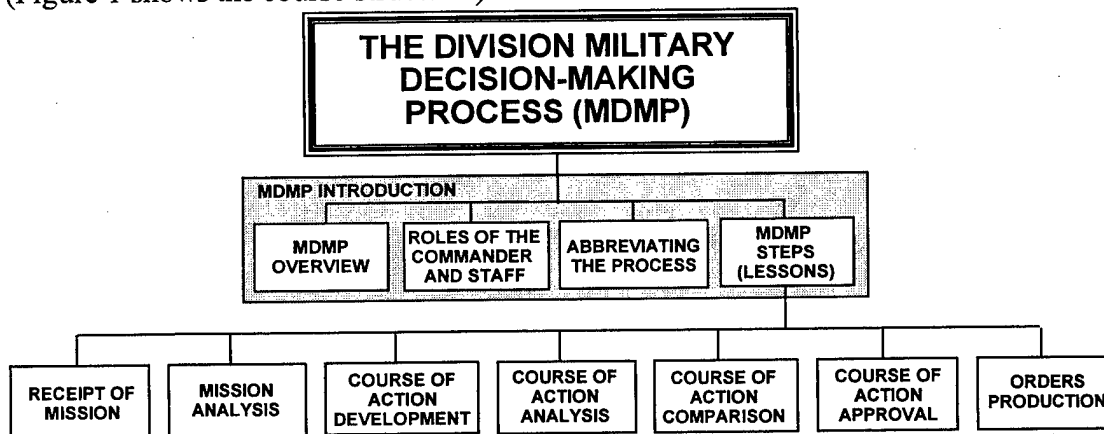 (Figure 1 shows the course
THE DIVISION MILITARY
DECISION-MAKING
PROCESS (MDMP)
MDMP INTRODUCTION
MDMP
OVERVIEW
ROLES OF THE
COMMANDER
AND STAFF
ABBREVIATING
THE PROCESS
MDMP
STEPS
(LESSONS)
RECEIPT OF
MISSION
MISSION
ANALYSIS
COURSE OF
ACTION
DEVELOPMENT
COURSE OF
ACTION
ANALYSIS
COURSE OF
ACTION
COMPARISON
COURSE OF
ACTION
APPROVAL
ORDERS
PRODUCTION